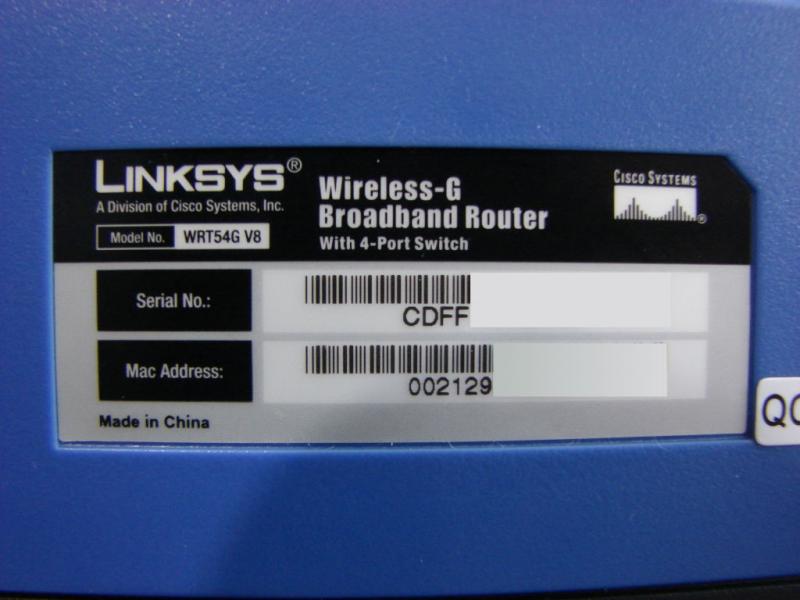 LINKSYS®
A Division of Cisco Systems, Inc.
Model No. WRT54G V8
Wireless-G
Broadband Router
With 4-Port Switch
CISCO SYSTEMS
®
Serial No.:
CDFF
Mac Address:
002129
Made in China